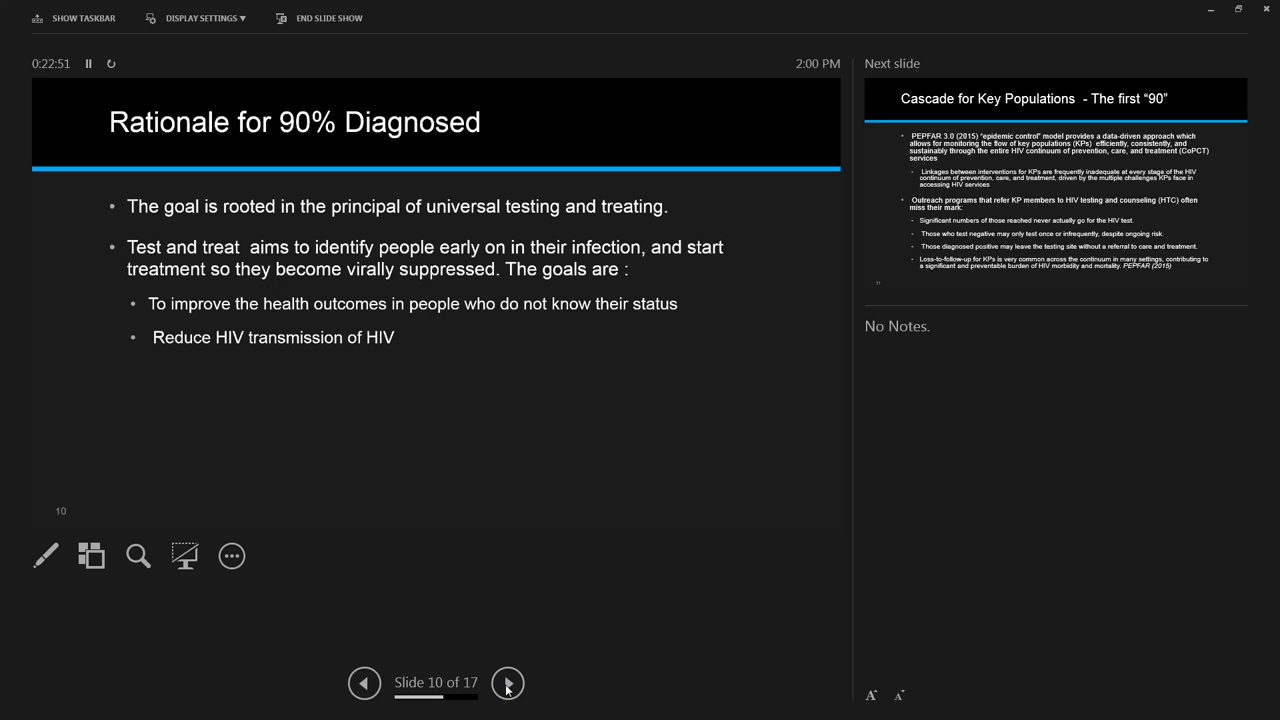 SHOW TASKBAR
DISPLAY SETTINGS ▾
END SLIDE SHOW
0:22:51
2:00 PM
Rationale for 90% Diagnosed
• The goal is rooted in the principal of universal testing and treating.
• Test and treat aims to identify people early on in their infection, and start
treatment so they become virally suppressed. The goals are :
• To improve the health outcomes in people who do not know their status
• Reduce HIV transmission of HIV
10
Slide 10 of 17
Next slide
Cascade for Key Populations - The first “90”
• PEPFAR 3.0 (2015) “epidemic control” model provides a data-driven approach which
allows for monitoring the flow of key populations (KPs) efficiently, consistently, and
sustainably through the entire HIV continuum of prevention, care, and treatment (CoPCT)
services
- Linkages between interventions for KPs are frequently inadequate at every stage of the HIV
continuum of prevention, care, and treatment, driven by the multiple challenges KPs face in
accessing HIV services
• Outreach programs that refer KP members to HIV testing and counseling (HTC) often
miss their mark:
- Significant numbers of those reached never actually go for the HIV test.
- Those who test negative may only test once or infrequently, despite ongoing risk.
- Those diagnosed positive may leave the testing site without a referral to care and treatment.
- Loss-to-follow-up for KPs is very common across the continuum in many settings, contributing to
a significant and preventable burden of HIV morbidity and mortality. PEPFAR (2015)
11
No Notes.
A A